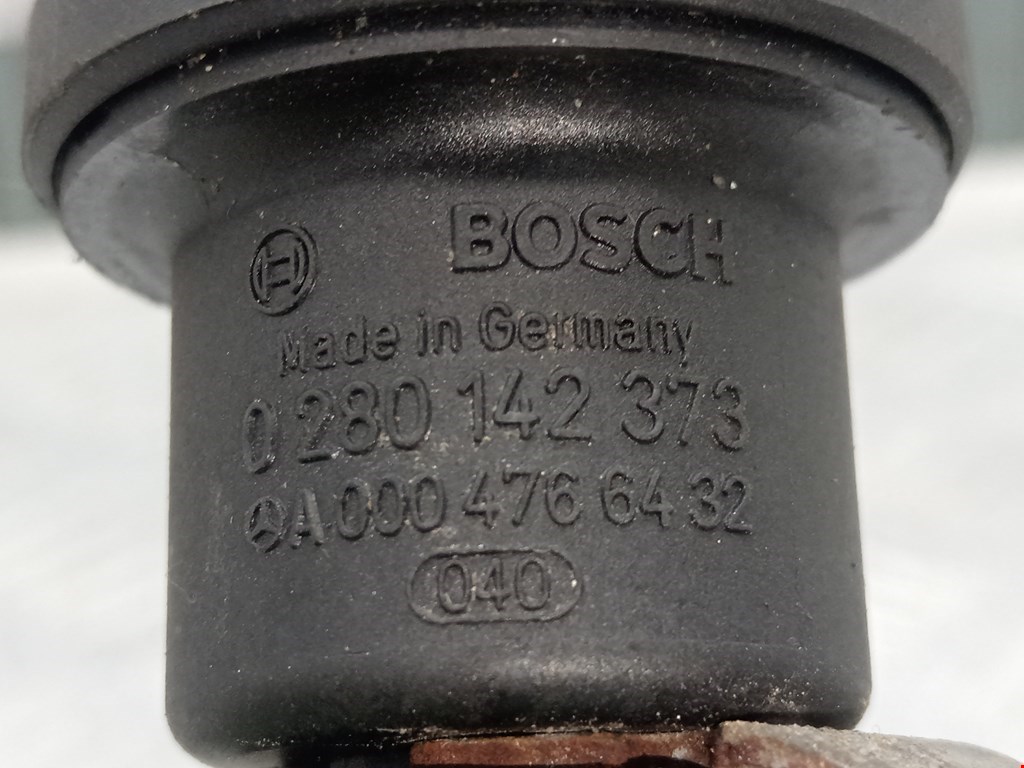 BOSCH
Made in Germany
0 280 142 373
A 000 476 64 32
040